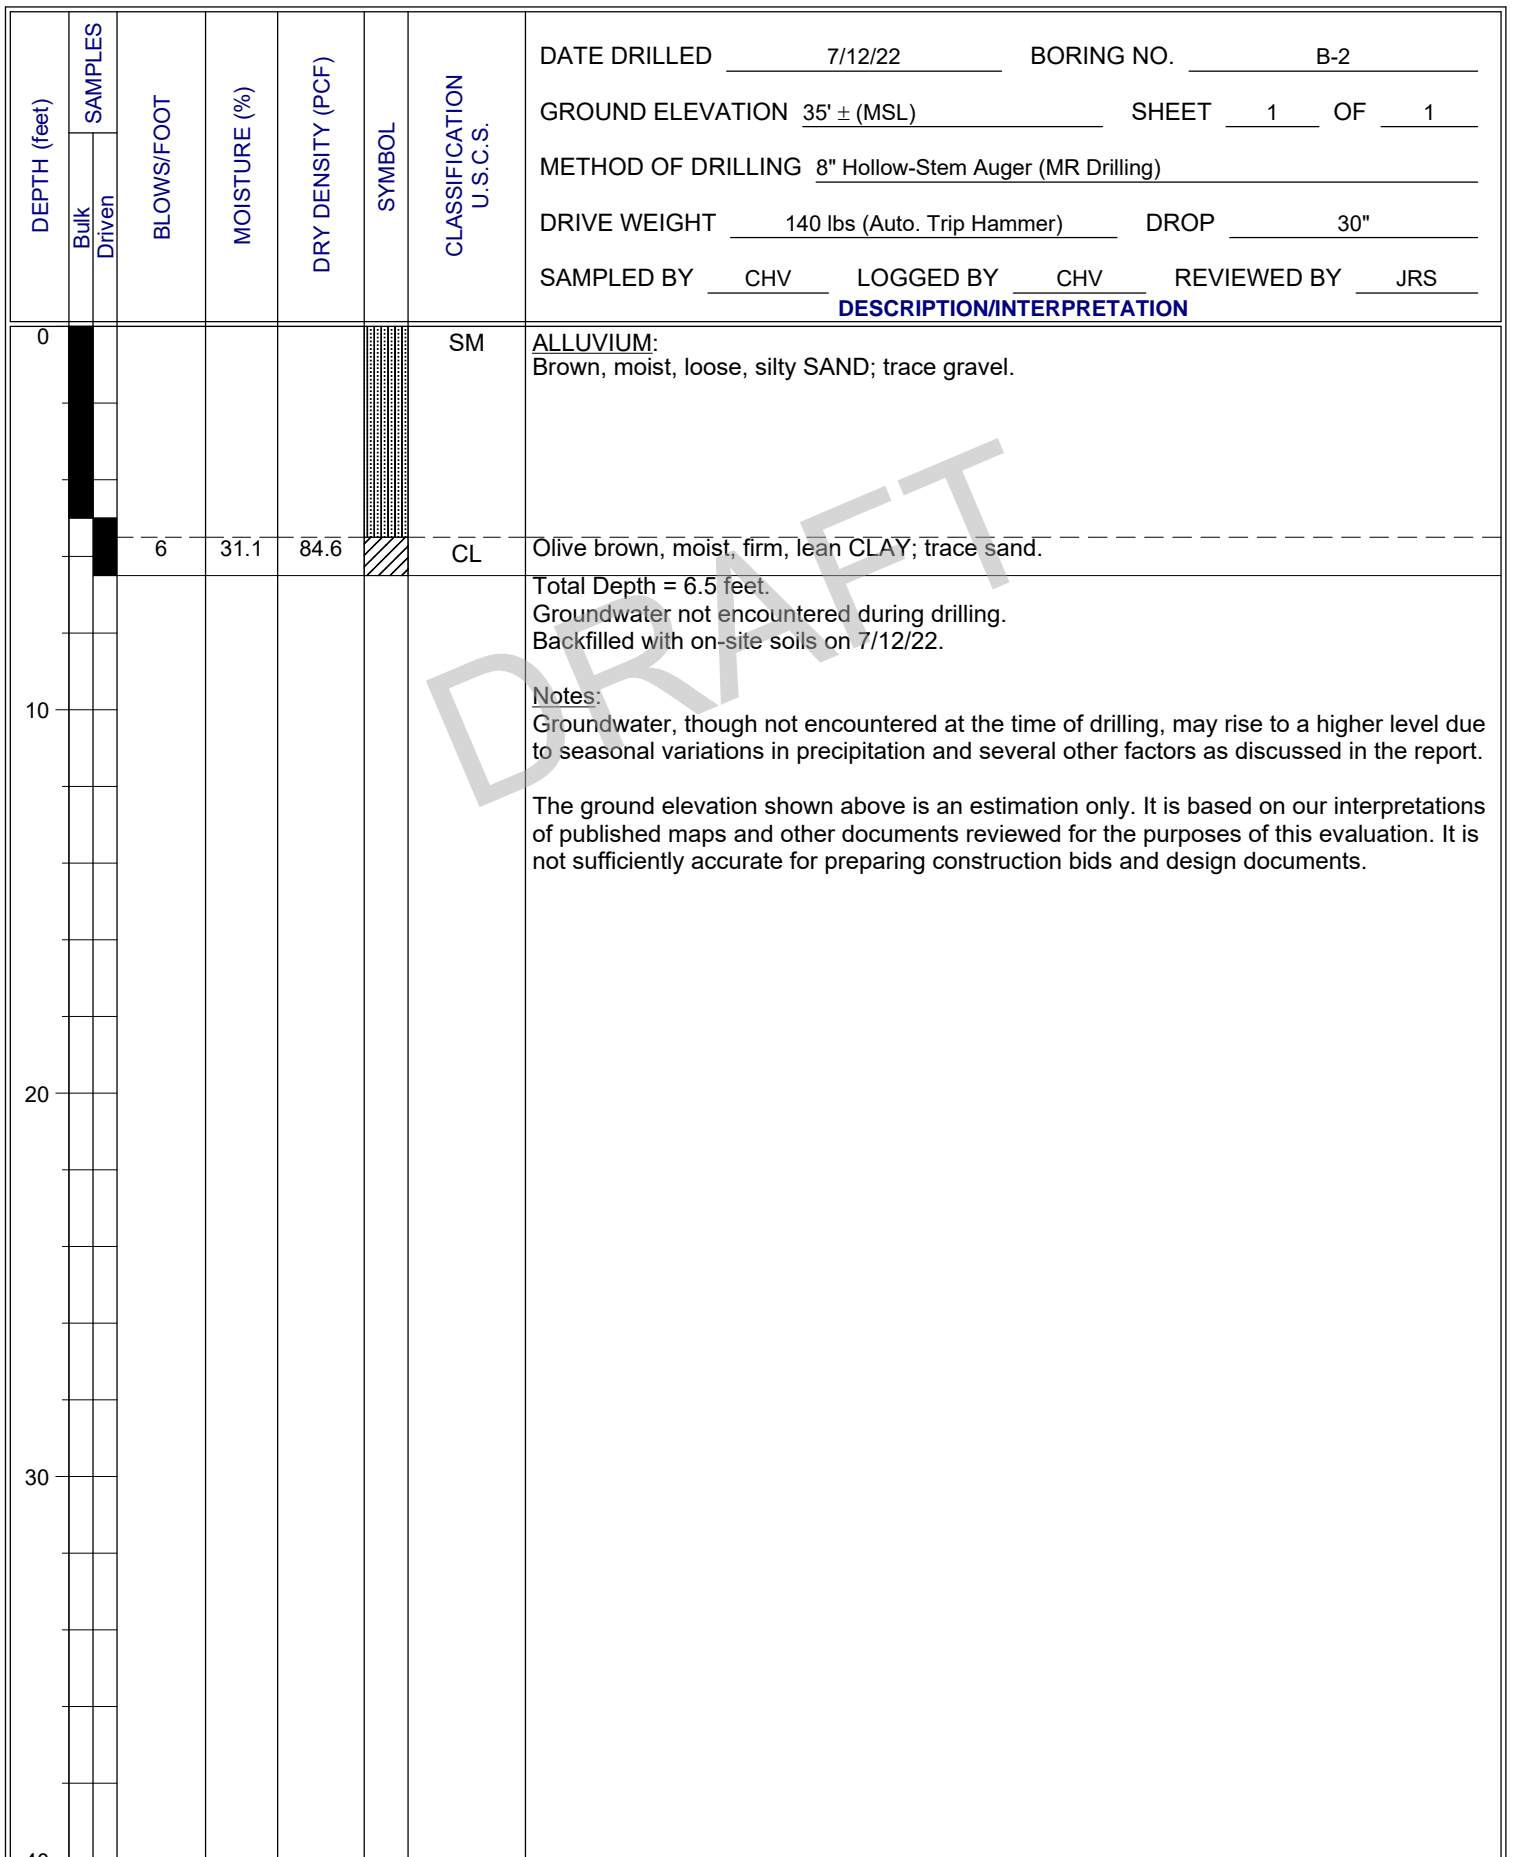 DEPTH (feet)
SAMPLES
Bulk
Driven
BLOWS/FOOT
MOISTURE (%)
DRY DENSITY (PCF)
SYMBOL
CLASSIFICATION
U.S.C.S.
DATE DRILLED 7/12/22 BORING NO. B-2
GROUND ELEVATION 35' ± (MSL) SHEET 1 OF 1
METHOD OF DRILLING 8" Hollow-Stem Auger (MR Drilling)
DRIVE WEIGHT 140 lbs (Auto. Trip Hammer) DROP 30"
SAMPLED BY CHV LOGGED BY CHV REVIEWED BY JRS
DESCRIPTION/INTERPRETATION
0 SM ALLUVIUM:
Brown, moist, loose, silty SAND; trace gravel.
6 31.1 84.6 CL Olive brown, moist, firm, lean CLAY; trace sand.
Total Depth = 6.5 feet.
Groundwater not encountered during drilling.
Backfilled with on-site soils on 7/12/22.
Notes:
10 Groundwater, though not encountered at the time of drilling, may rise to a higher level due
to seasonal variations in precipitation and several other factors as discussed in the report.
The ground elevation shown above is an estimation only. It is based on our interpretations
of published maps and other documents reviewed for the purposes of this evaluation. It is
not sufficiently accurate for preparing construction bids and design documents.
DRAFT
20
30